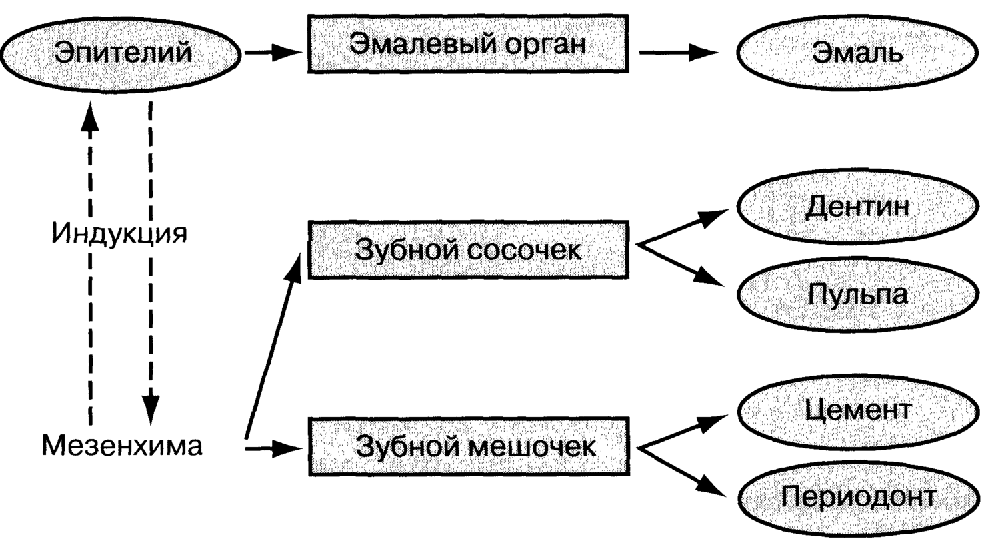 Эпителий
Эмалевый орган
Эмаль
Индукция
Зубной сосочек
Дентин
Пульпа
Мезенхима
Зубной мешочек
Цемент
Периодонт